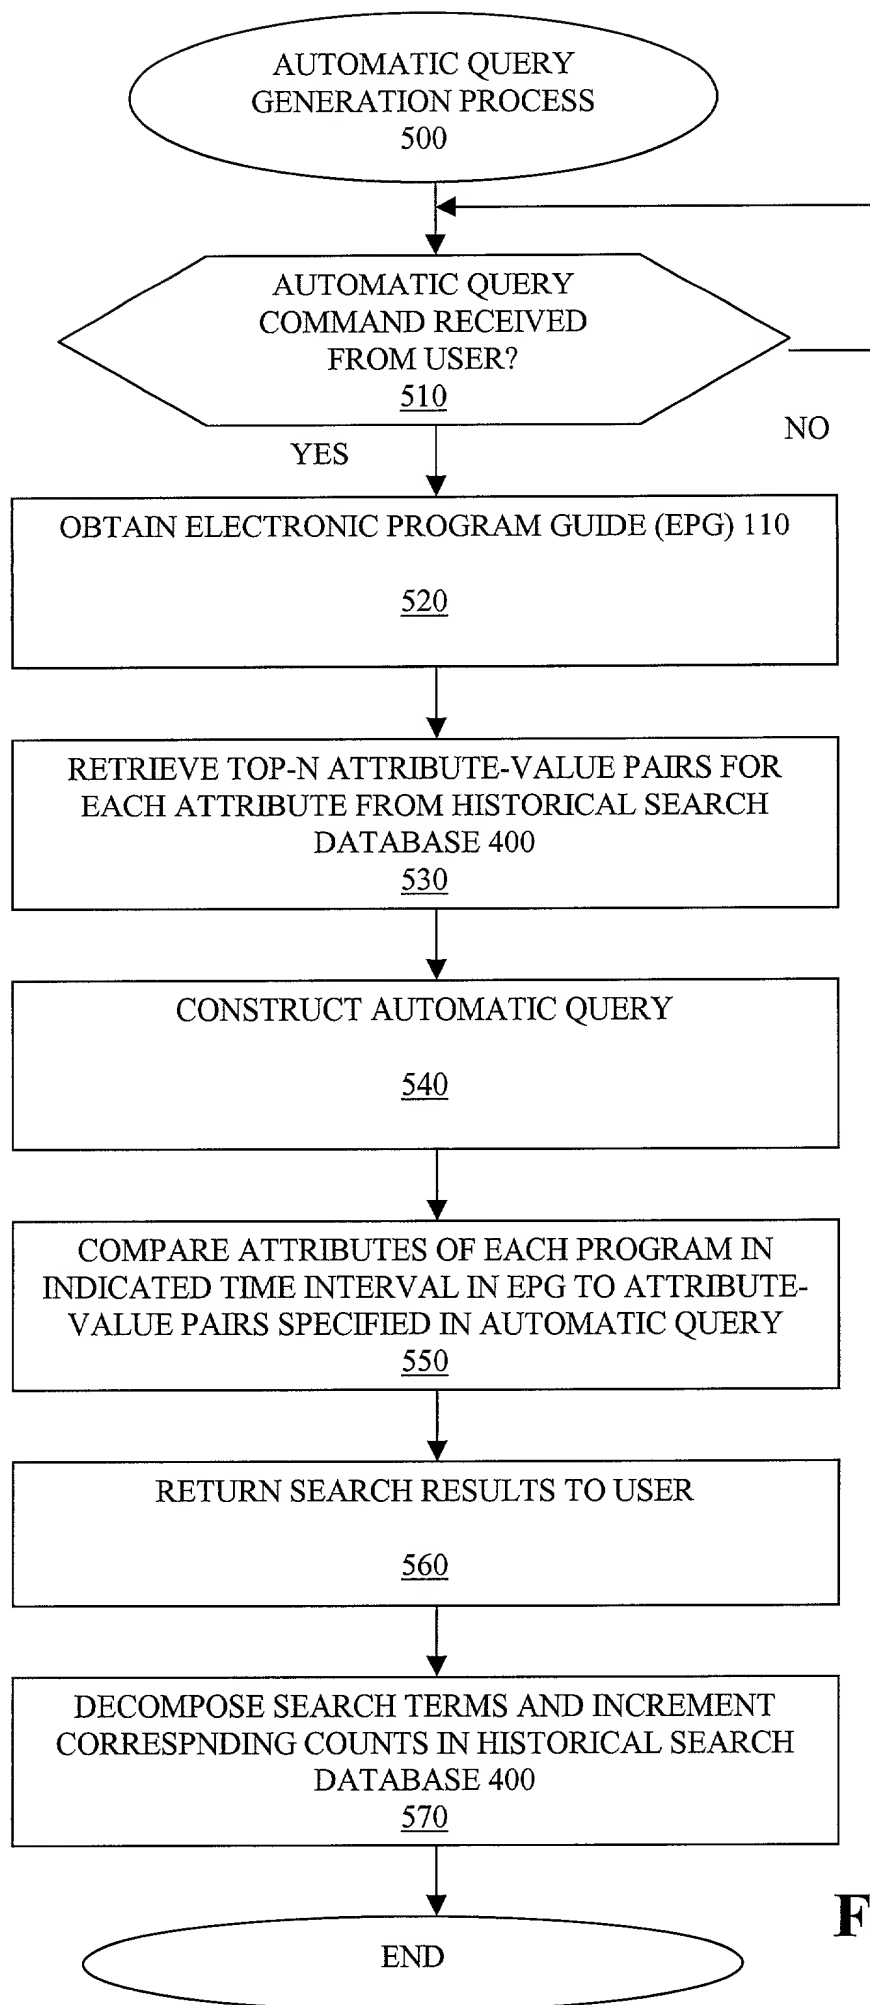 AUTOMATIC QUERY
GENERATION PROCESS
500
AUTOMATIC QUERY
COMMAND RECEIVED
FROM USER?
510
NO
YES
OBTAIN ELECTRONIC PROGRAM GUIDE (EPG) 110
520
RETRIEVE TOP-N ATTRIBUTE-VALUE PAIRS FOR
EACH ATTRIBUTE FROM HISTORICAL SEARCH
DATABASE 400
530
CONSTRUCT AUTOMATIC QUERY
540
COMPARE ATTRIBUTES OF EACH PROGRAM IN
INDICATED TIME INTERVAL IN EPG TO ATTRIBUTE-
VALUE PAIRS SPECIFIED IN AUTOMATIC QUERY
550
RETURN SEARCH RESULTS TO USER
560
DECOMPOSE SEARCH TERMS AND INCREMENT
CORRESPNDING COUNTS IN HISTORICAL SEARCH
DATABASE 400
570
F
END